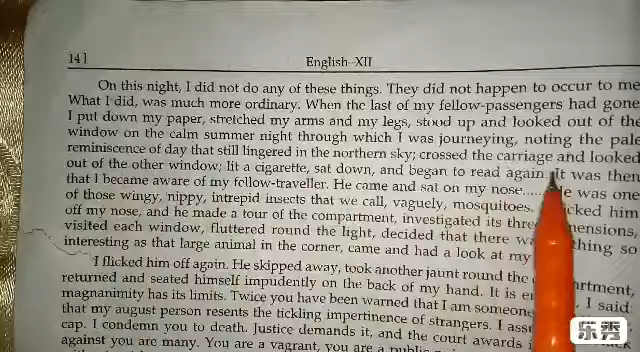 141
English-XII
On this night, I did not do any of these things. They did not happen to occur to me
What I did, was much more ordinary. When the last of my fellow-passengers had gone
I put down my paper, stretched my arms and my legs, stood up and looked out of the
window on the calm summer night through which I was journeying, noting the pale
reminiscence of day that still lingered in the northern sky; crossed the carriage and looked
out of the other window; lit a cigarette, sat down, and began to read again. It was then
that I became aware of my fellow-traveller. He came and sat on my nose...... He was one
of those wingy, nippy, intrepid insects that we call, vaguely, mosquitoes. him
off my nose, and he made a tour of the compartment, investigated its
visited each window, fluttered round the light, decided that there so
interesting as that large animal in the corner, came and had a look at my
I flicked him off again. He skipped away, took another jaunt round the
returned and seated himself impudently on the back of my hand. It is
magnanimity has its limits. Twice you have been warned that I am someone I said:
that my august person resents the tickling impertinence of strangers. I
cap. I condemn you to death. Justice demands it, and the court awards
against you are many. You are a vagrant, you are a
乐秀